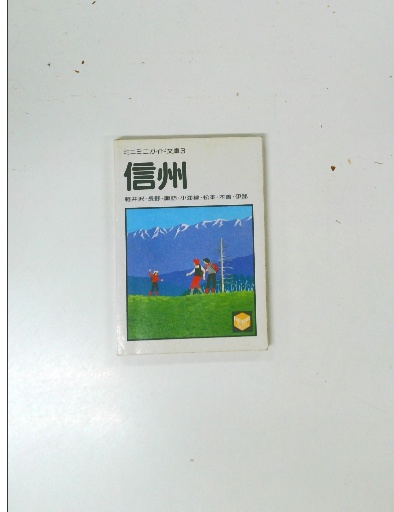 ミニミニガイド文庫3
信州
軽井沢・長野・諏訪・小海線・松本・木曽・伊那